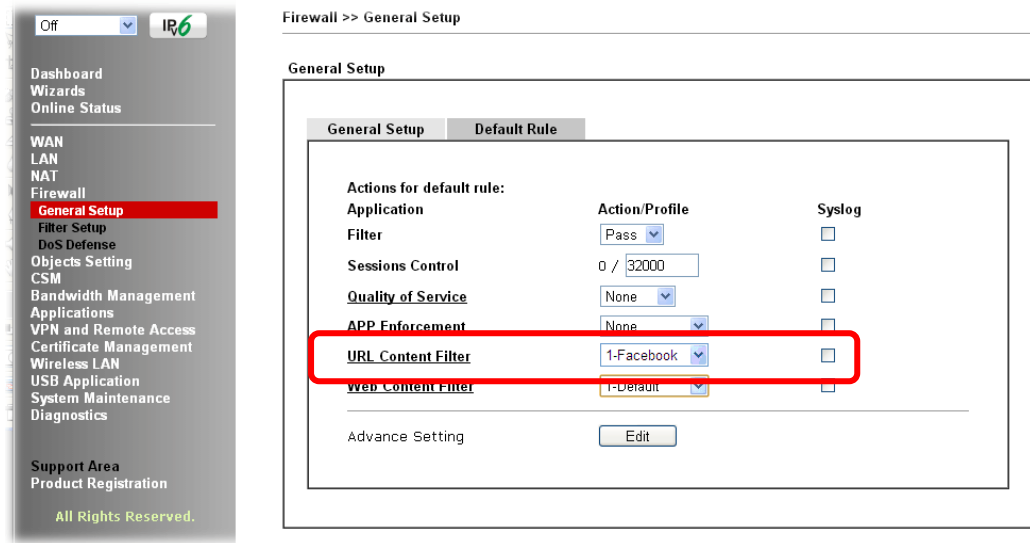 Off
IPv6
Dashboard
Wizards
Online Status
WAN
LAN
NAT
Firewall
General Setup
Filter Setup
DoS Defense
Objects Setting
CSM
Bandwidth Management
Applications
VPN and Remote Access
Certificate Management
Wireless LAN
USB Application
System Maintenance
Diagnostics
Support Area
Product Registration
All Rights Reserved.
Firewall >> General Setup
General Setup
General Setup Default Rule
Actions for default rule:
Application Action/Profile Syslog
Filter Pass
Sessions Control 0 / 32000
Quality of Service None
APP Enforcement None
URL Content Filter 1-Facebook
Web Content Filter 1-Default
Advance Setting Edit